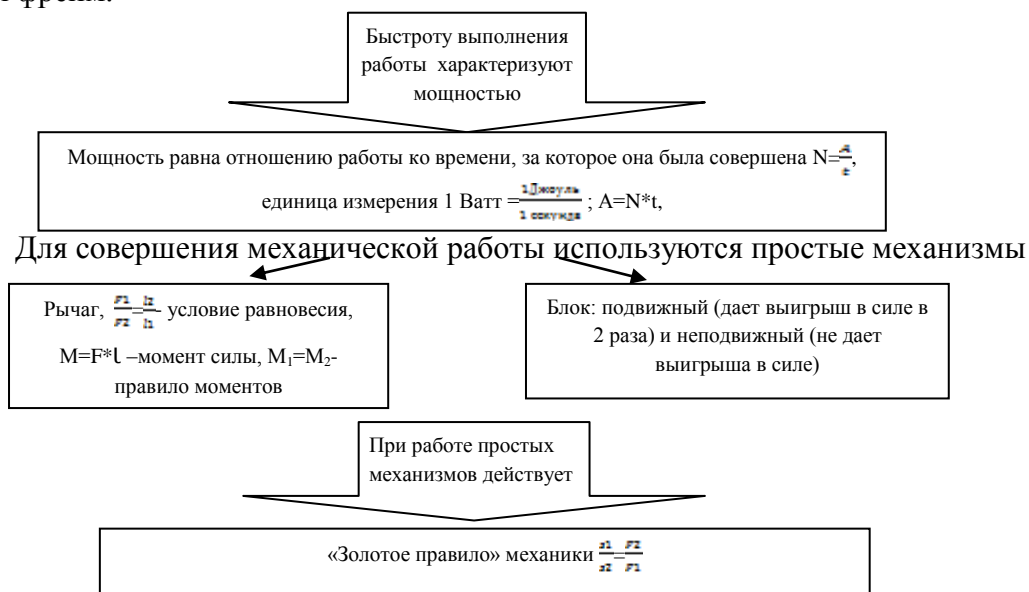 Быстроту выполнения
работы характеризуют
мощностью
Мощность равна отношению работы ко времени, за которое она была совершена N=A/t,
единица измерения 1 Ватт =1Джоуль/1 секунда ; A=N*t,
Для совершения механической работы используются простые механизмы
Рычаг, F1/F2=l2/l1- условие равновесия,
M=F*l –момент силы, M₁=M₂-
правило моментов
Блок: подвижный (дает выигрыш в силе в
2 раза) и неподвижный (не дает
выигрыша в силе)
При работе простых
механизмов действует
«Золотое правило» механики s1/s2=F2/F1